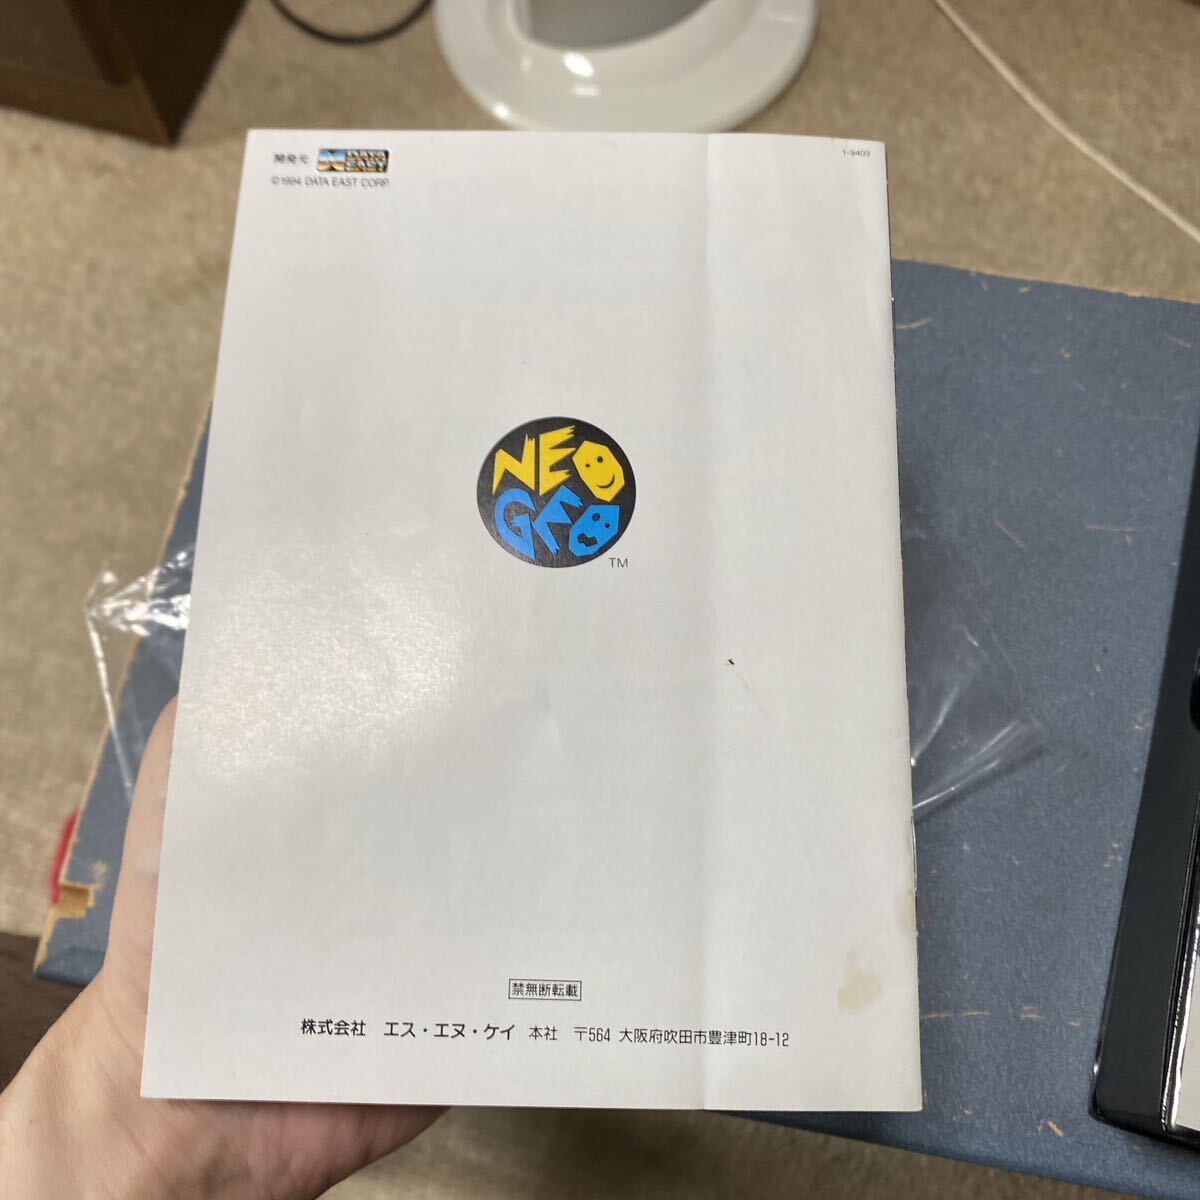 開発元 DATA EAST
©1994 DATA EAST CORP.
1-9403
NEO
GEO
TM
禁無断転載
株式会社 エス・エヌ・ケイ 本社 〒564 大阪府吹田市豊津町18-12